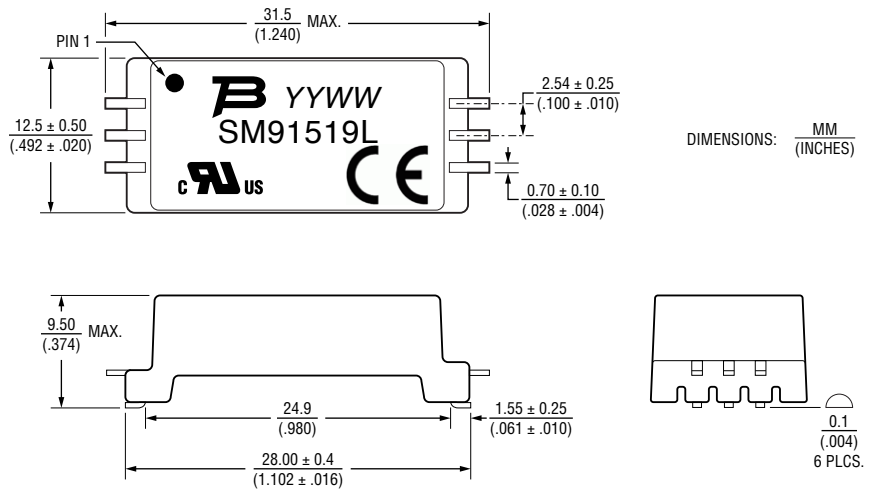 31.5
(1.240)
MAX.
PIN 1
YYWW
SM91519L
C US
CE
12.5 ± 0.50
(.492 ± .020)
2.54 ± 0.25
(.100 ± .010)
0.70 ± 0.10
(.028 ± .004)
DIMENSIONS:
MM
(INCHES)
9.50
(.374)
MAX.
24.9
(.980)
1.55 ± 0.25
(.061 ± .010)
28.00 ± 0.4
(1.102 ± .016)
0.1
(.004)
6 PLCS.